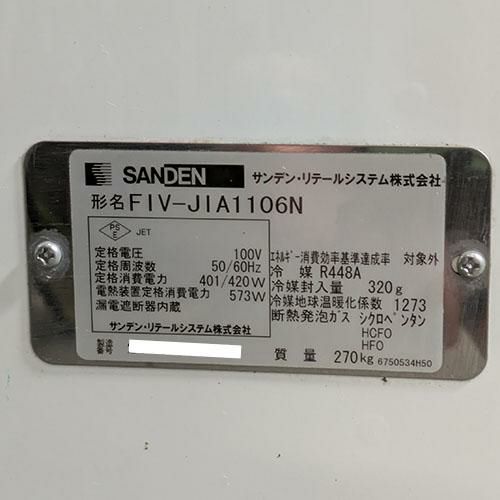 SANDEN サンデン・リテールシステム株式会社
形名 FIV-JIA1106N
PS E JET
定格電圧 100V
定格周波数 50/60Hz
定格消費電力 401/420W
電熱装置定格消費電力 573W
漏電遮断器内蔵
サンデン・リテールシステム株式会社
エネルギー消費効率基準達成率 対象外
冷 媒 R448A
冷媒封入量 320g
冷媒地球温暖化係数 1273
断熱発泡ガス シクロペンタン
HCFO
HFO
製造番号
質 量 270kg 6750534H50